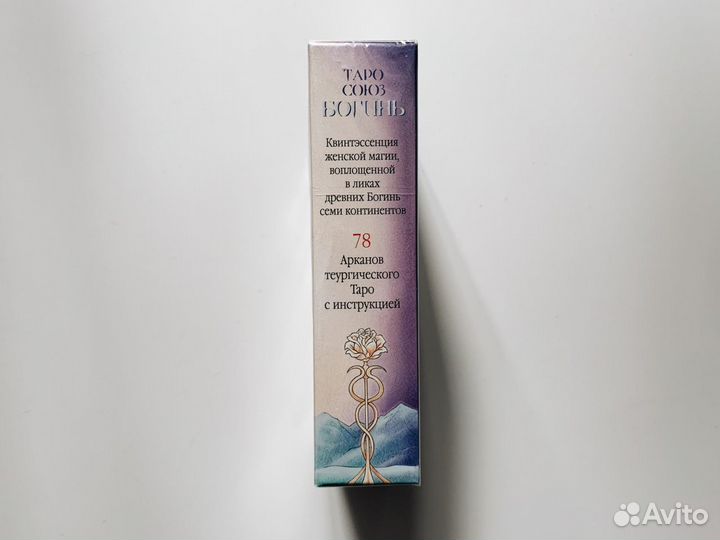 ТАРО
СОЮЗ
БОГИНЬ
Квинтэссенция
женской магии,
воплощенной
в ликах
древних Богинь
семи континентов
78
Арканов
теургического
Таро
с инструкцией
Avito